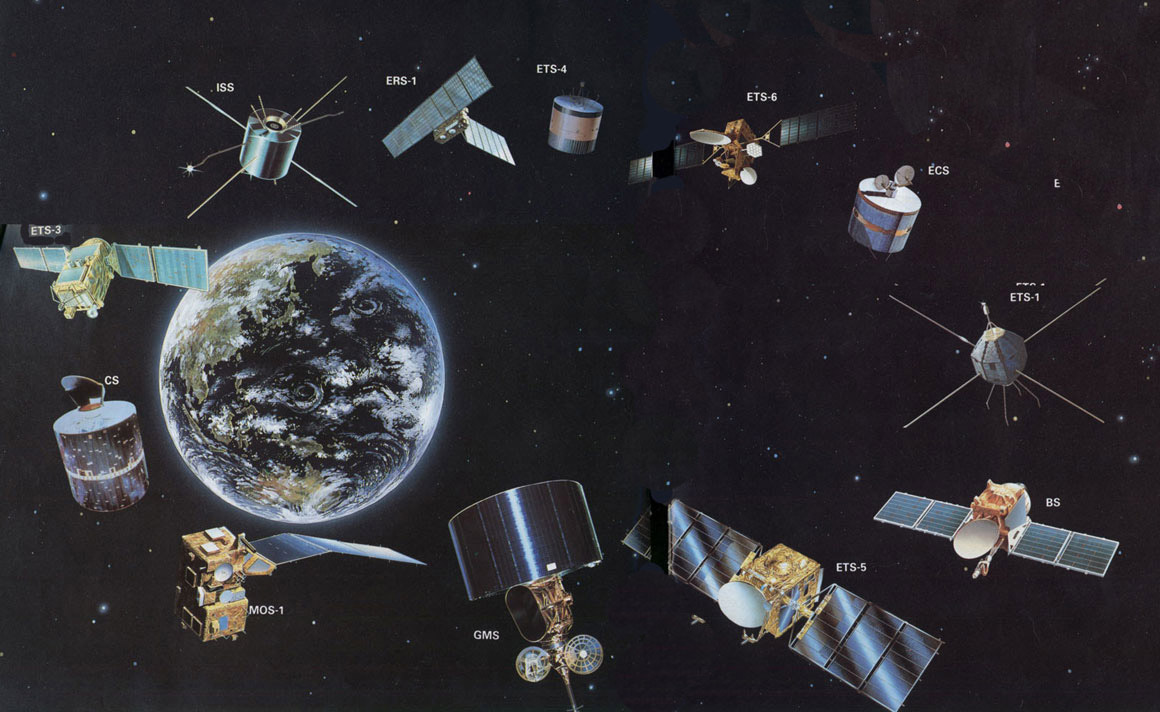 ISS
ERS-1
ETS-4
ETS-6
ECS
E
ETS-3
ETS-1
CS
BS
ETS-5
MOS-1
GMS